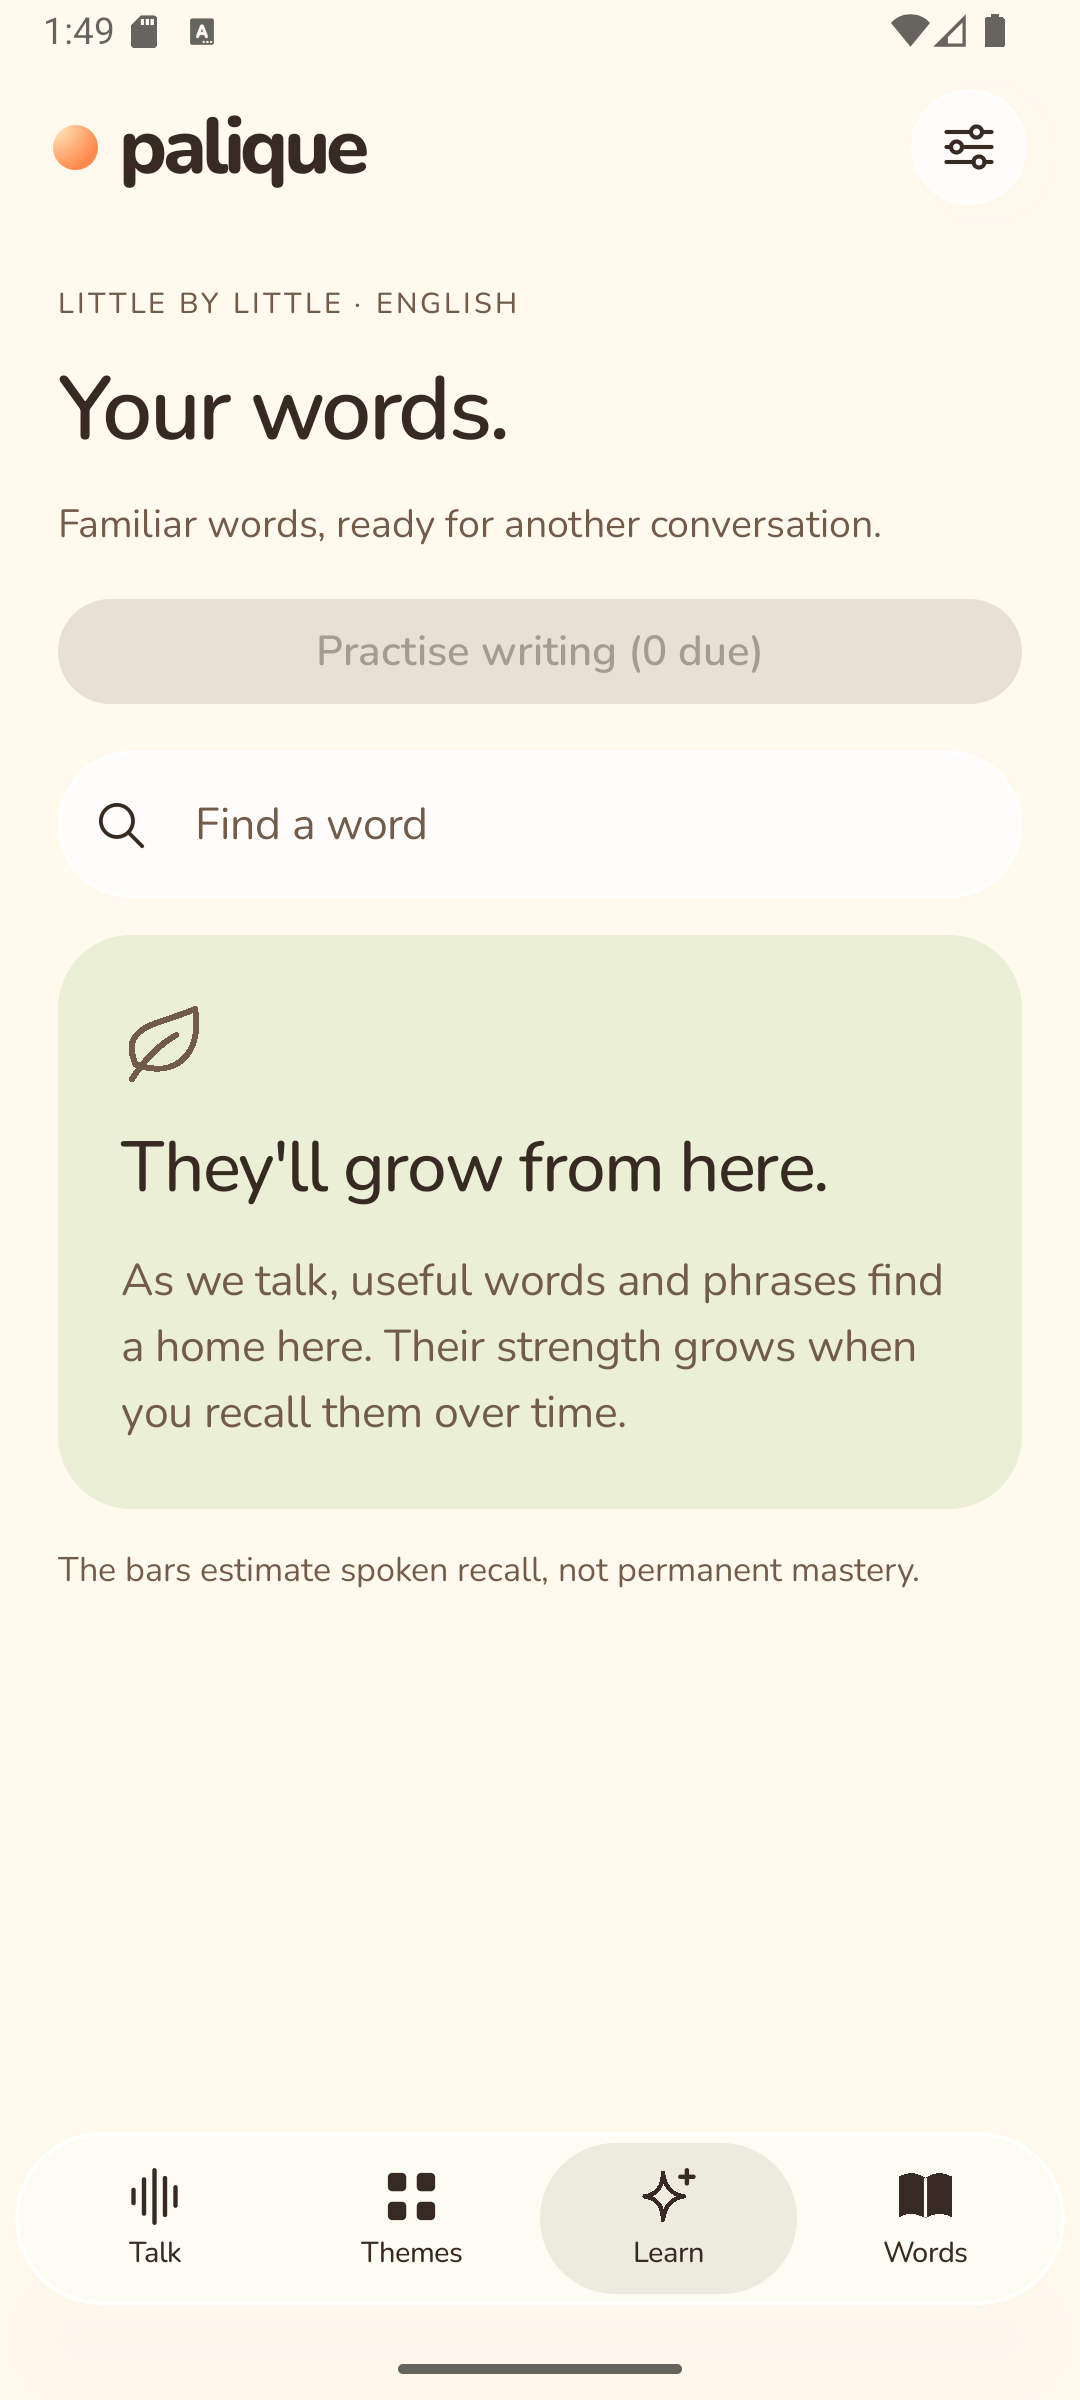 1:49
palique
LITTLE BY LITTLE · ENGLISH
Your words.
Familiar words, ready for another conversation.
Practise writing (0 due)
Find a word
They'll grow from here.
As we talk, useful words and phrases find
a home here. Their strength grows when
you recall them over time.
The bars estimate spoken recall, not permanent mastery.
Talk
Themes
Learn
Words